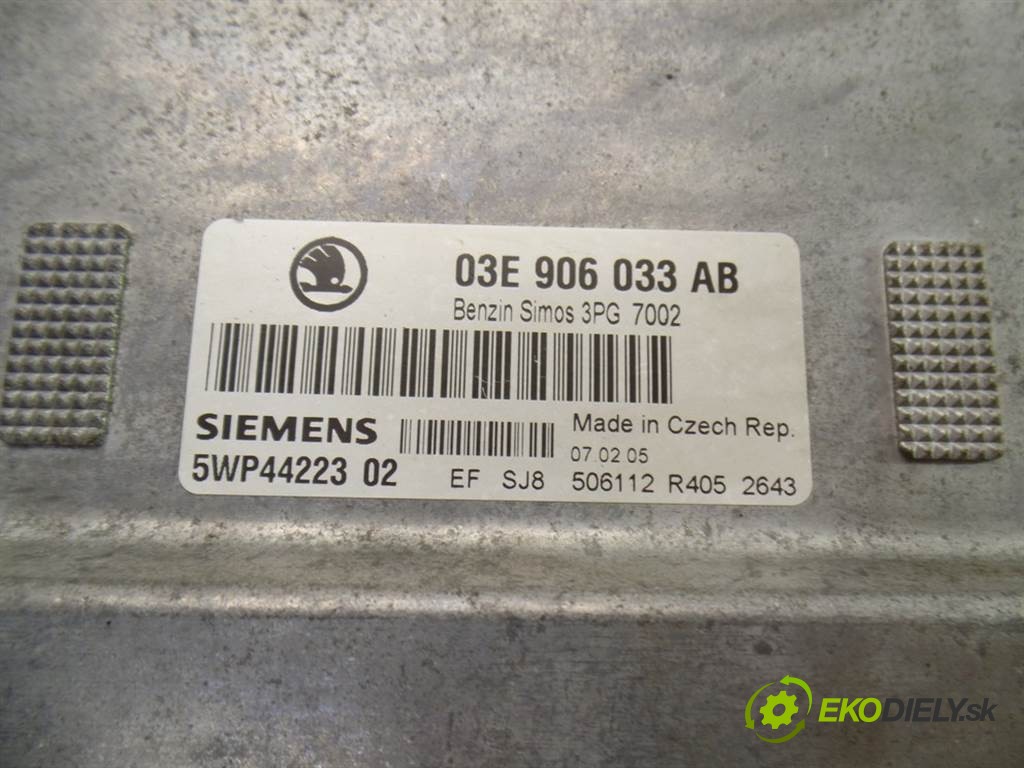 03E 906 033 AB
Benzin Simos 3PG 7002
SIEMENS
Made in Czech Rep.
07.02.05
5WP44223 02
EF SJ8 506112 R405 2643
EKODIELY.sk